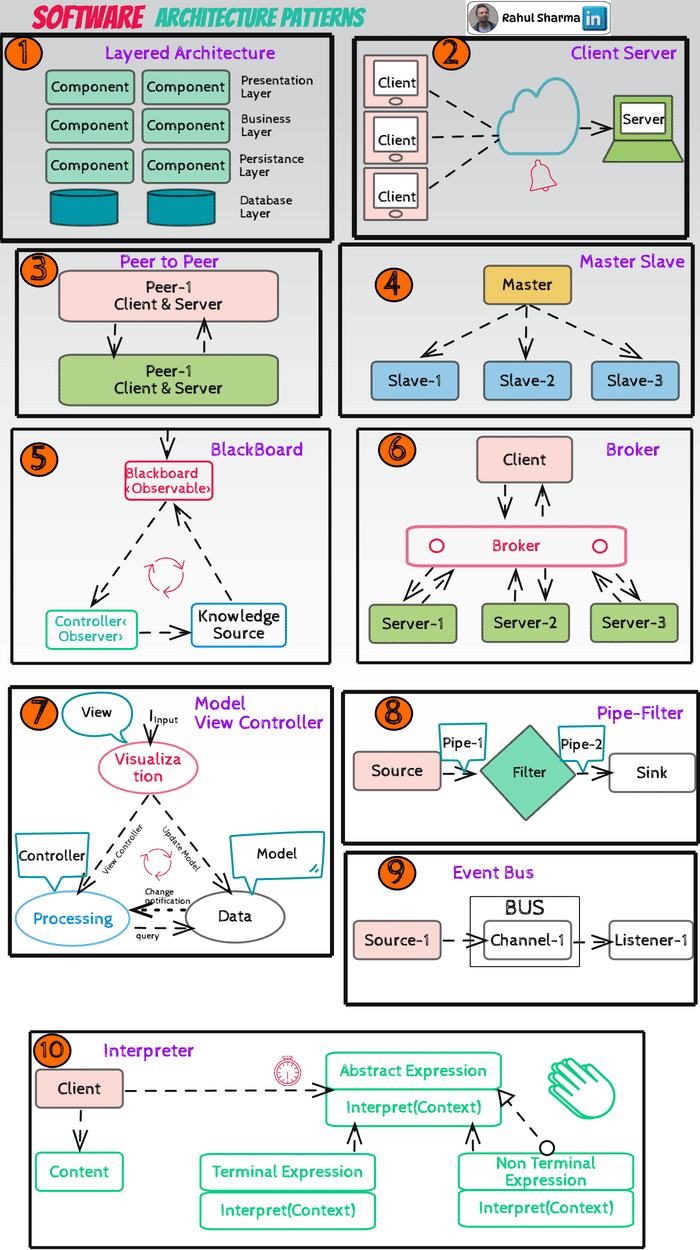 SOFTWARE ARCHITECTURE PATTERNS
Rahul Sharma in
1
Layered Architecture
Component Component Presentation
Layer
Component Component Business
Layer
Component Component Persistance
Layer
Database
Layer
2
Client Server
Client
Client
Client
Server
3
Peer to Peer
Peer-1
Client & Server
Peer-1
Client & Server
4
Master Slave
Master
Slave-1 Slave-2 Slave-3
5
BlackBoard
Blackboard
<Observable>
Controller<
Observer>
Knowledge
Source
6
Broker
Client
Broker
Server-1 Server-2 Server-3
7
Model
View Controller
View
Input
Visualiza
tion
View Controller
Update Model
Controller
Model
Processing
Change
notification
Data
query
8
Pipe-Filter
Pipe-1
Pipe-2
Source
Filter
Sink
9
Event Bus
BUS
Source-1
Channel-1
Listener-1
10
Interpreter
Client
Abstract Expression
Interpret(Context)
Content
Terminal Expression
Interpret(Context)
Non Terminal
Expression
Interpret(Context)